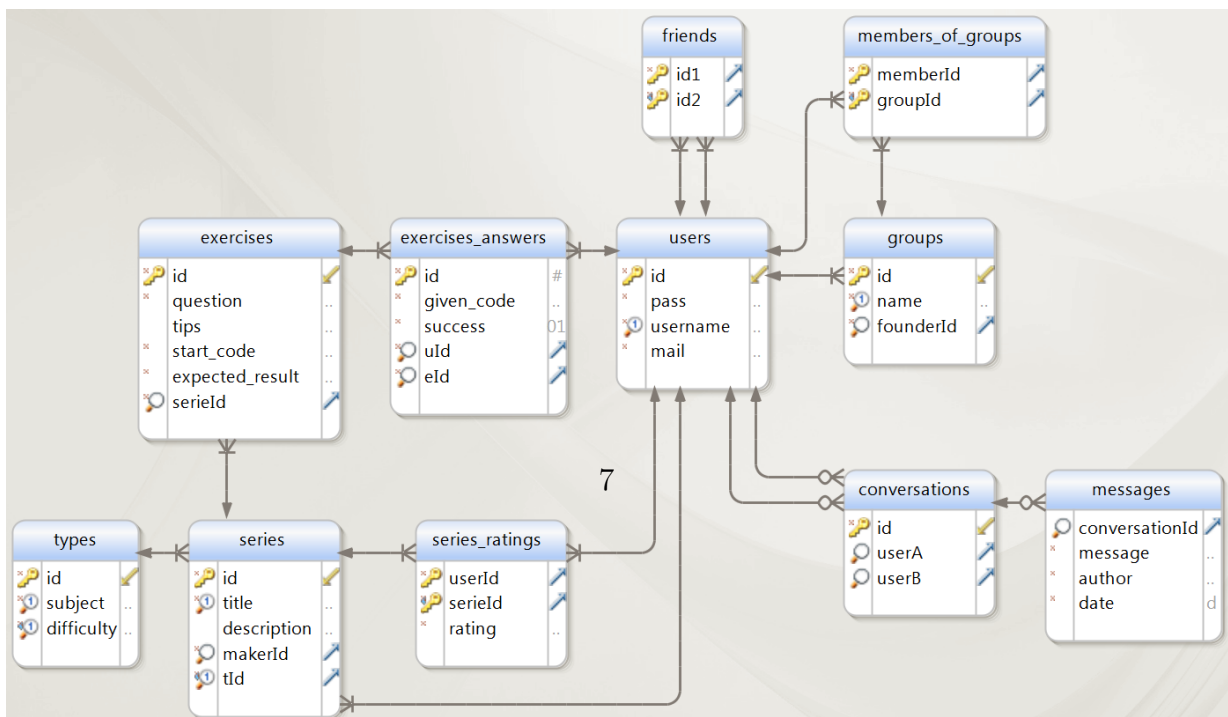 friends
id1
id2
members_of_groups
memberId
groupId
exercises
id
question
tips
start_code
expected_result
serieId
exercises_answers
id #
given_code ..
success 01
uId
eId
users
id
pass ..
username ..
mail ..
groups
id
name ..
founderId
7
types
id
subject ..
difficulty ..
series
id
title ..
description ..
makerId
tId
series_ratings
userId
serieId
rating ..
conversations
id
userA
userB
messages
conversationId
message ..
author ..
date d